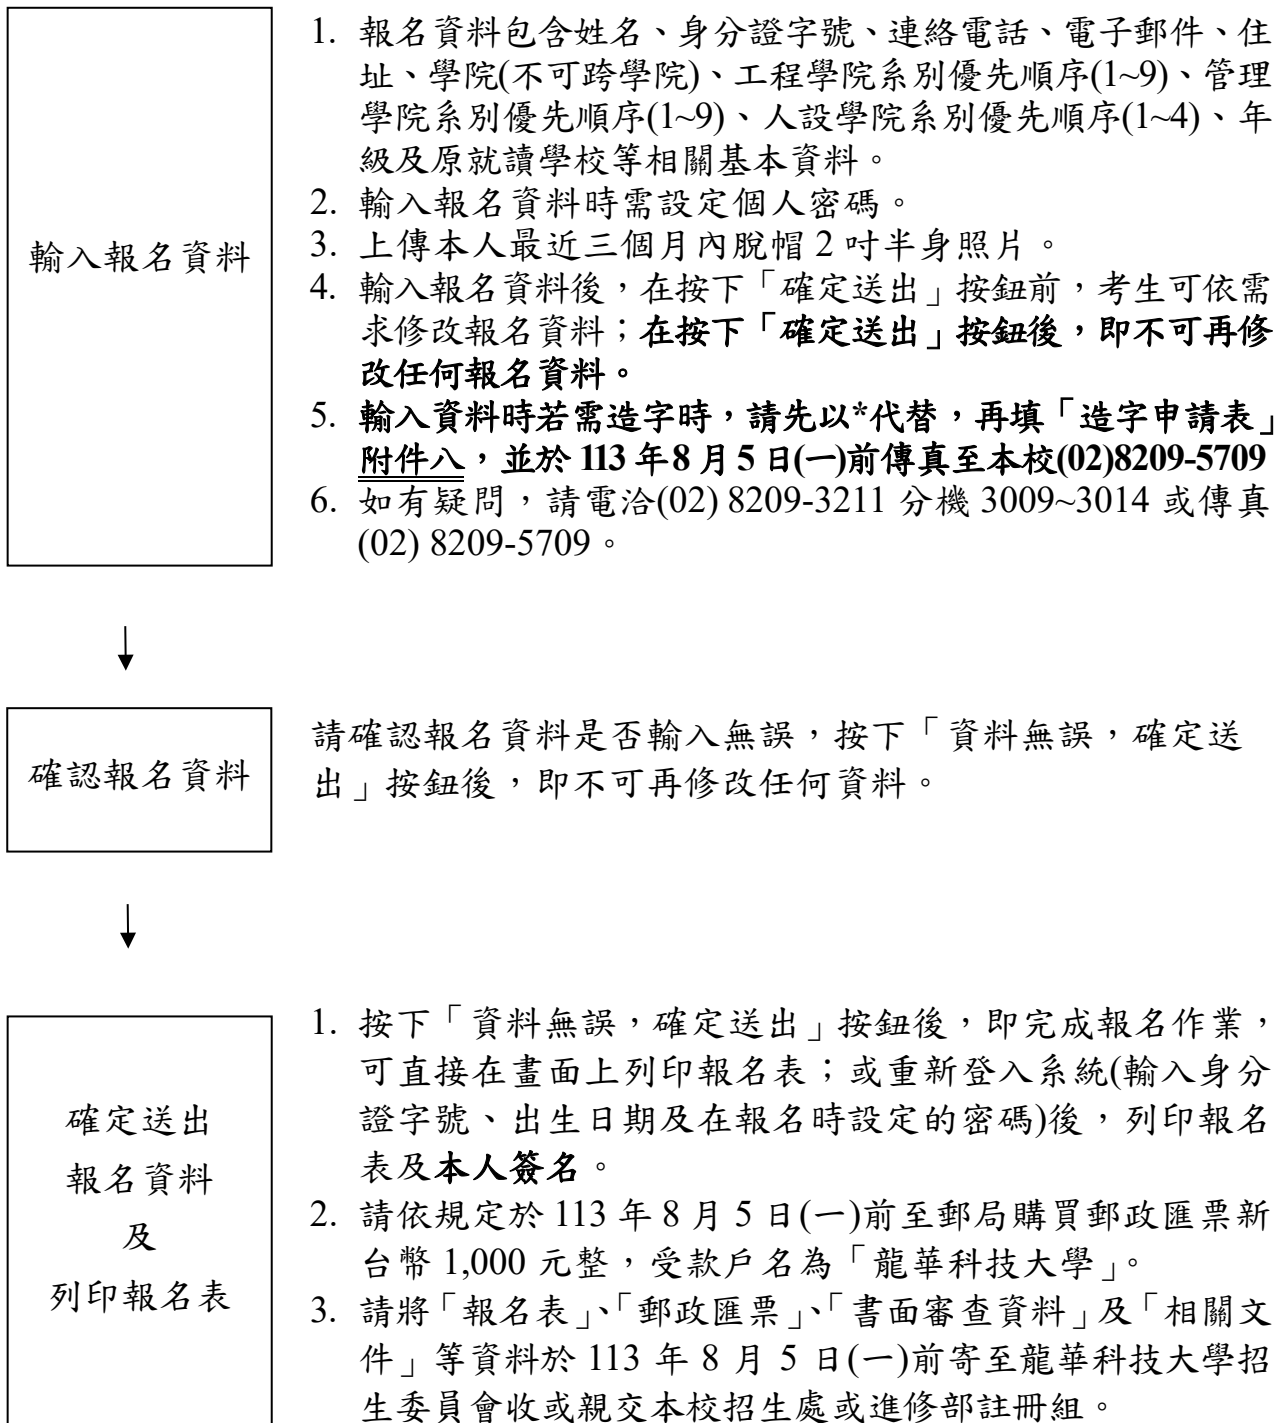 輸入報名資料
1. 報名資料包含姓名、身分證字號、連絡電話、電子郵件、住
址、學院(不可跨學院)、工程學院系別優先順序(1~9)、管理
學院系別優先順序(1~9)、人設學院系別優先順序(1~4)、年
級及原就讀學校等相關基本資料。
2. 輸入報名資料時需設定個人密碼。
3. 上傳本人最近三個月內脫帽 2 吋半身照片。
4. 輸入報名資料後，在按下「確定送出」按鈕前，考生可依需
求修改報名資料；在按下「確定送出」按鈕後，即不可再修
改任何報名資料。
5. 輸入資料時若需造字時，請先以*代替，再填「造字申請表」
附件八，並於 113 年 8 月 5 日(一)前傳真至本校(02)8209-5709
6. 如有疑問，請電洽(02) 8209-3211 分機 3009~3014 或傳真
(02) 8209-5709。
確認報名資料
請確認報名資料是否輸入無誤，按下「資料無誤，確定送
出」按鈕後，即不可再修改任何資料。
確定送出
報名資料
及
列印報名表
1. 按下「資料無誤，確定送出」按鈕後，即完成報名作業，
可直接在畫面上列印報名表；或重新登入系統(輸入身分
證字號、出生日期及在報名時設定的密碼)後，列印報名
表及本人簽名。
2. 請依規定於 113 年 8 月 5 日(一)前至郵局購買郵政匯票新
台幣 1,000 元整，受款戶名為「龍華科技大學」。
3. 請將「報名表」、「郵政匯票」、「書面審查資料」及「相關文
件」等資料於 113 年 8 月 5 日(一)前寄至龍華科技大學招
生委員會收或親交本校招生處或進修部註冊組。